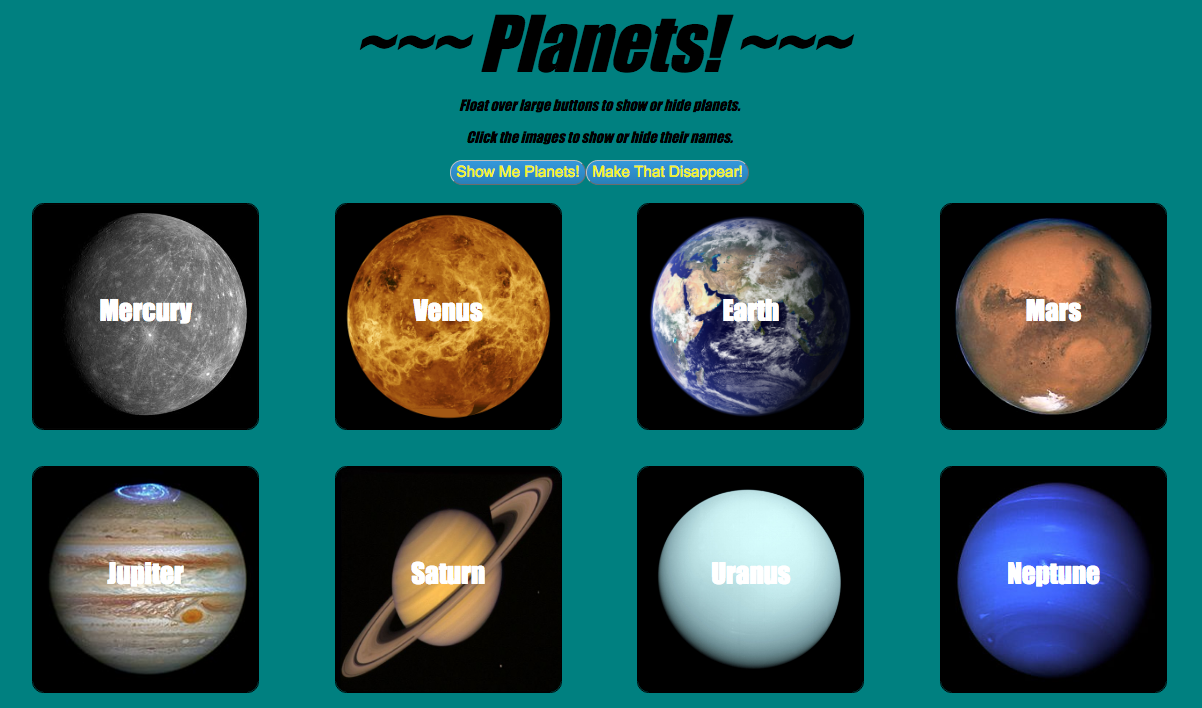 ~~~ Planets! ~~~
Float over large buttons to show or hide planets.
Click the images to show or hide their names.
Show Me Planets! Make That Disappear!
Mercury Venus Earth Mars
Jupiter Saturn Uranus Neptune